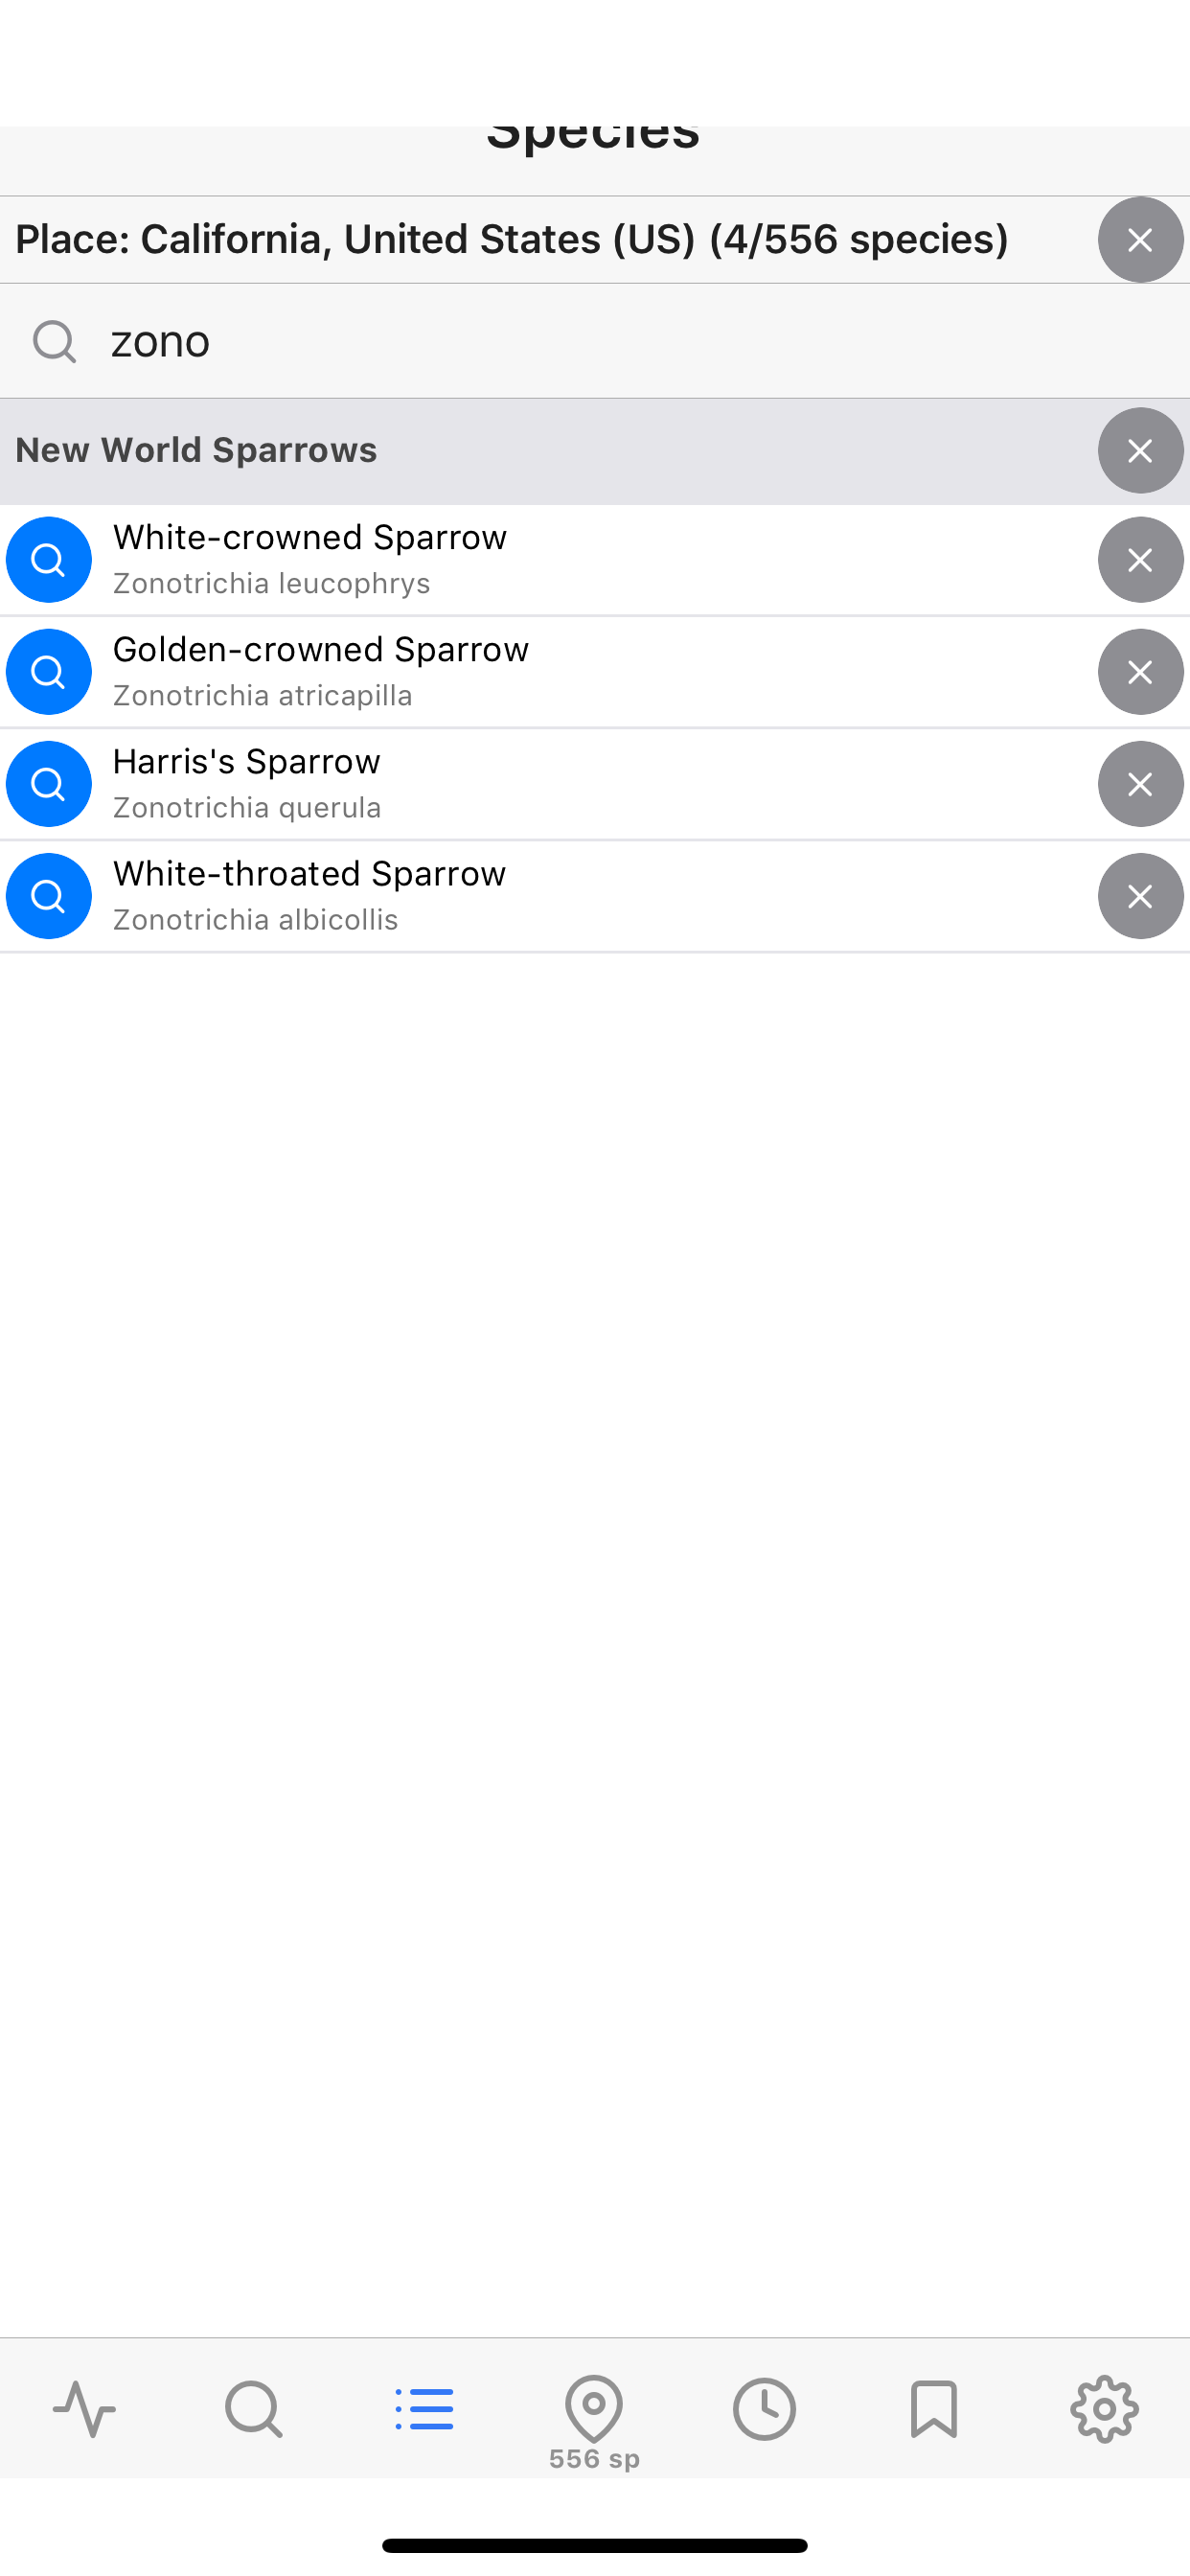 Species
Place: California, United States (US) (4/556 species)
zono
New World Sparrows
White-crowned Sparrow
Zonotrichia leucophrys
Golden-crowned Sparrow
Zonotrichia atricapilla
Harris's Sparrow
Zonotrichia querula
White-throated Sparrow
Zonotrichia albicollis
556 sp